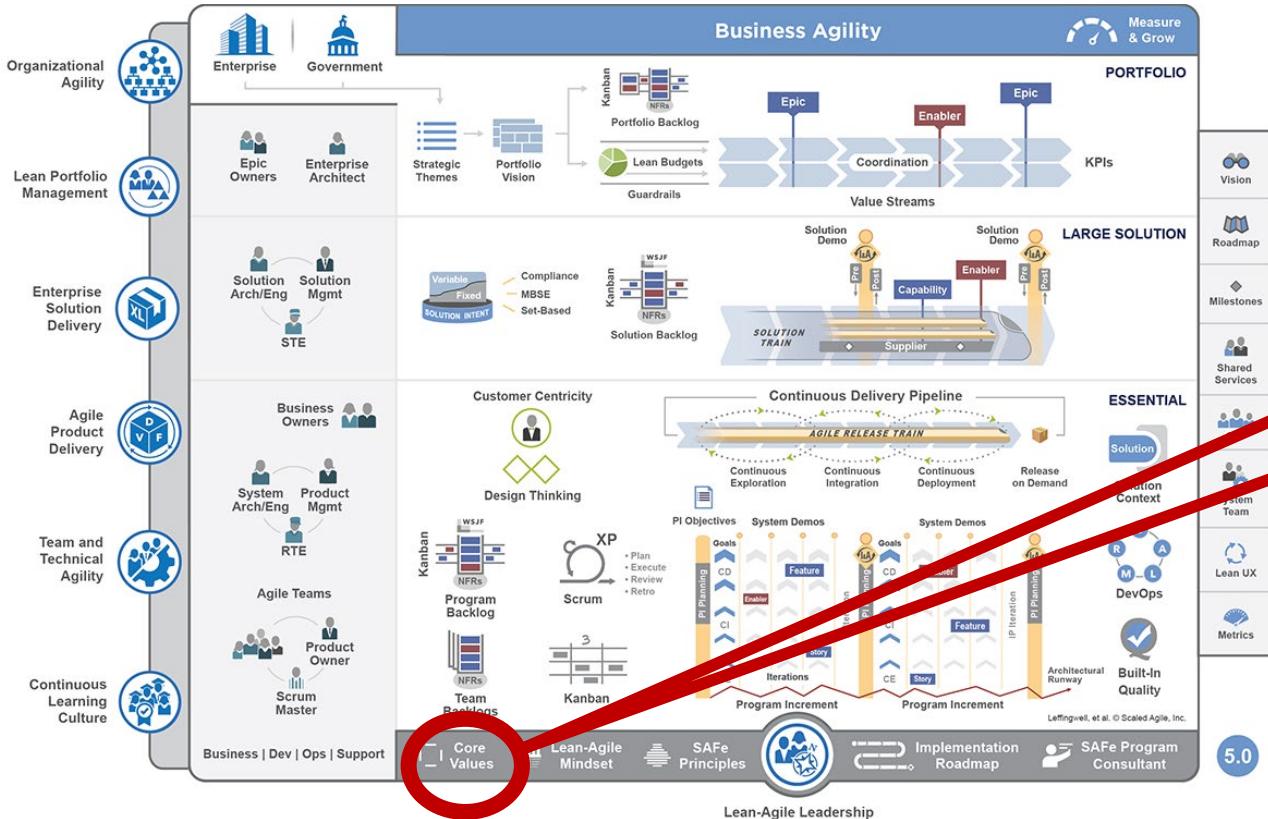 Business Agility
Measure
& Grow
Organizational
Agility
Lean Portfolio
Management
Enterprise
Solution
Delivery
Agile
Product
Delivery
Team and
Technical
Agility
Continuous
Learning
Culture
Enterprise
Government
Epic
Owners
Enterprise
Architect
Solution
Arch/Eng
Solution
Mgmt
STE
Business
Owners
System
Arch/Eng
Product
Mgmt
RTE
Agile Teams
Product
Owner
Scrum
Master
Business | Dev | Ops | Support
PORTFOLIO
Strategic
Themes
Portfolio
Vision
Kanban
NFRs
Portfolio Backlog
Lean Budgets
Guardrails
Epic
Enabler
Epic
Coordination
KPIs
Value Streams
LARGE SOLUTION
Variable
Fixed
SOLUTION INTENT
Compliance
MBSE
Set-Based
Kanban
WSJF
NFRs
Solution Backlog
Solution
Demo
I&A
Pre
Post
Capability
Enabler
Solution
Demo
I&A
Pre
Post
SOLUTION
TRAIN
Supplier
ESSENTIAL
Customer Centricity
Design Thinking
Continuous Delivery Pipeline
AGILE RELEASE TRAIN
Continuous
Exploration
Continuous
Integration
Continuous
Deployment
Release
on Demand
Solution
Context
Kanban
WSJF
NFRs
Program
Backlog
XP
Scrum
• Plan
• Execute
• Review
• Retro
NFRs
Team
Backlogs
3
Kanban
PI Objectives
System Demos
System Demos
PI Planning
Goals
CD
CI
Enabler
Feature
Story
Iterations
I&A
PI Planning
Goals
CD
CI
CE
Feature
Story
IP Iteration
I&A
PI Planning
Program Increment
Program Increment
Architectural
Runway
R
A
M
L
DevOps
Built-In
Quality
Leffingwell, et al. © Scaled Agile, Inc.
Core
Values
Lean-Agile
Mindset
SAFe
Principles
N
Lean-Agile Leadership
Implementation
Roadmap
SAFe Program
Consultant
Vision
Roadmap
Milestones
Shared
Services
System
Team
Lean UX
Metrics
5.0
XL
D
V
F